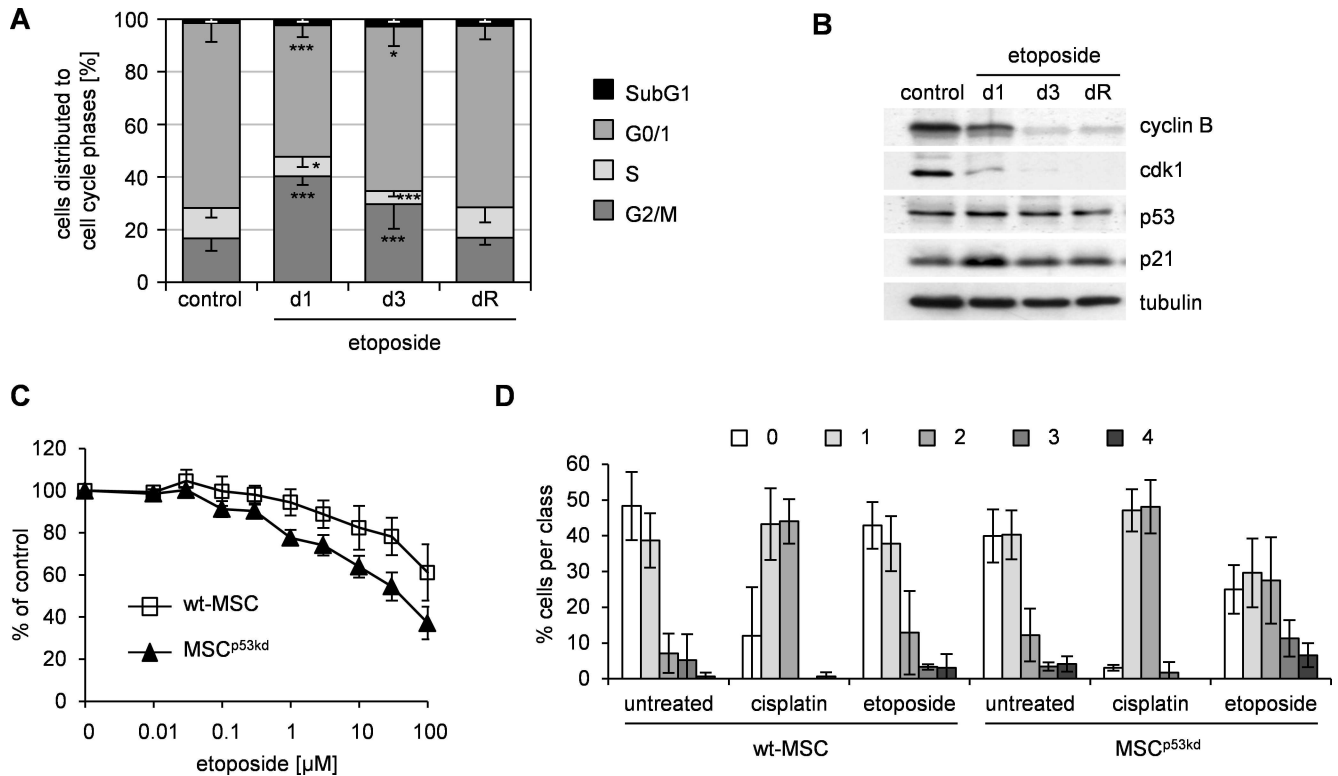 A
cells distributed to
cell cycle phases [%]
100
80
60
40
20
0
***
*
*
***
***
***
control
d1
d3
dR
etoposide
SubG1
G0/1
S
G2/M
B
etoposide
control d1 d3 dR
cyclin B
cdk1
p53
p21
tubulin
C
% of control
120
100
80
60
40
20
0
wt-MSC
MSCp53kd
0 0.01 0.1 1 10 100
etoposide [µM]
D
0 1 2 3 4
% cells per class
60
50
40
30
20
10
0
untreated cisplatin etoposide untreated cisplatin etoposide
wt-MSC MSCp53kd